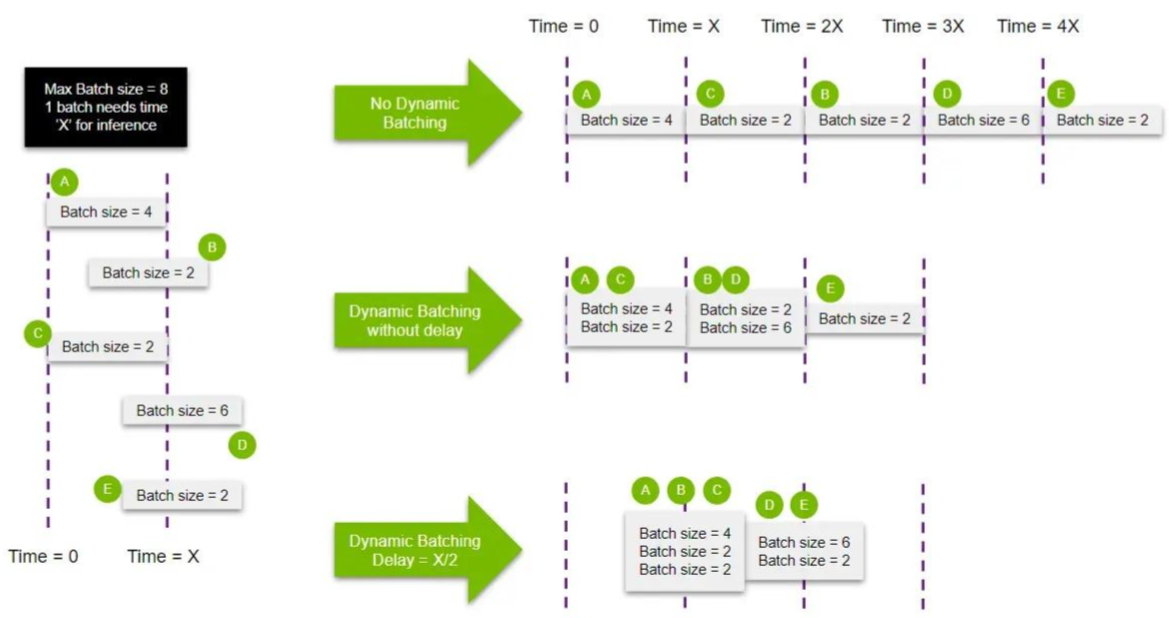 Max Batch size = 8
1 batch needs time
'X' for inference
A
Batch size = 4
B
Batch size = 2
C
Batch size = 2
Batch size = 6
D
E
Batch size = 2
Time = 0
Time = X
Time = 0
Time = X
Time = 2X
Time = 3X
Time = 4X
No Dynamic
Batching
A
C
B
D
E
Batch size = 4
Batch size = 2
Batch size = 2
Batch size = 6
Batch size = 2
Dynamic Batching
without delay
A
C
B
D
E
Batch size = 4
Batch size = 2
Batch size = 2
Batch size = 6
Batch size = 2
Dynamic Batching
Delay = X/2
A
B
C
D
E
Batch size = 4
Batch size = 2
Batch size = 2
Batch size = 6
Batch size = 2